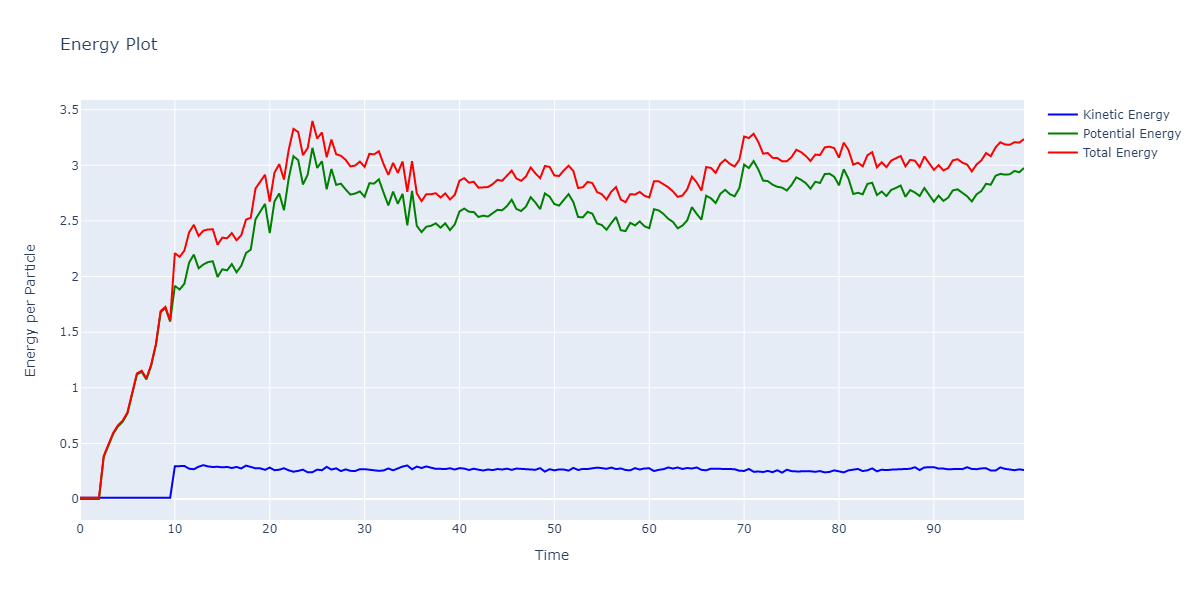 Energy Plot
3.5
3
2.5
2
1.5
1
0.5
0
Energy per Particle
0 10 20 30 40 50 60 70 80 90
Time
Kinetic Energy
Potential Energy
Total Energy